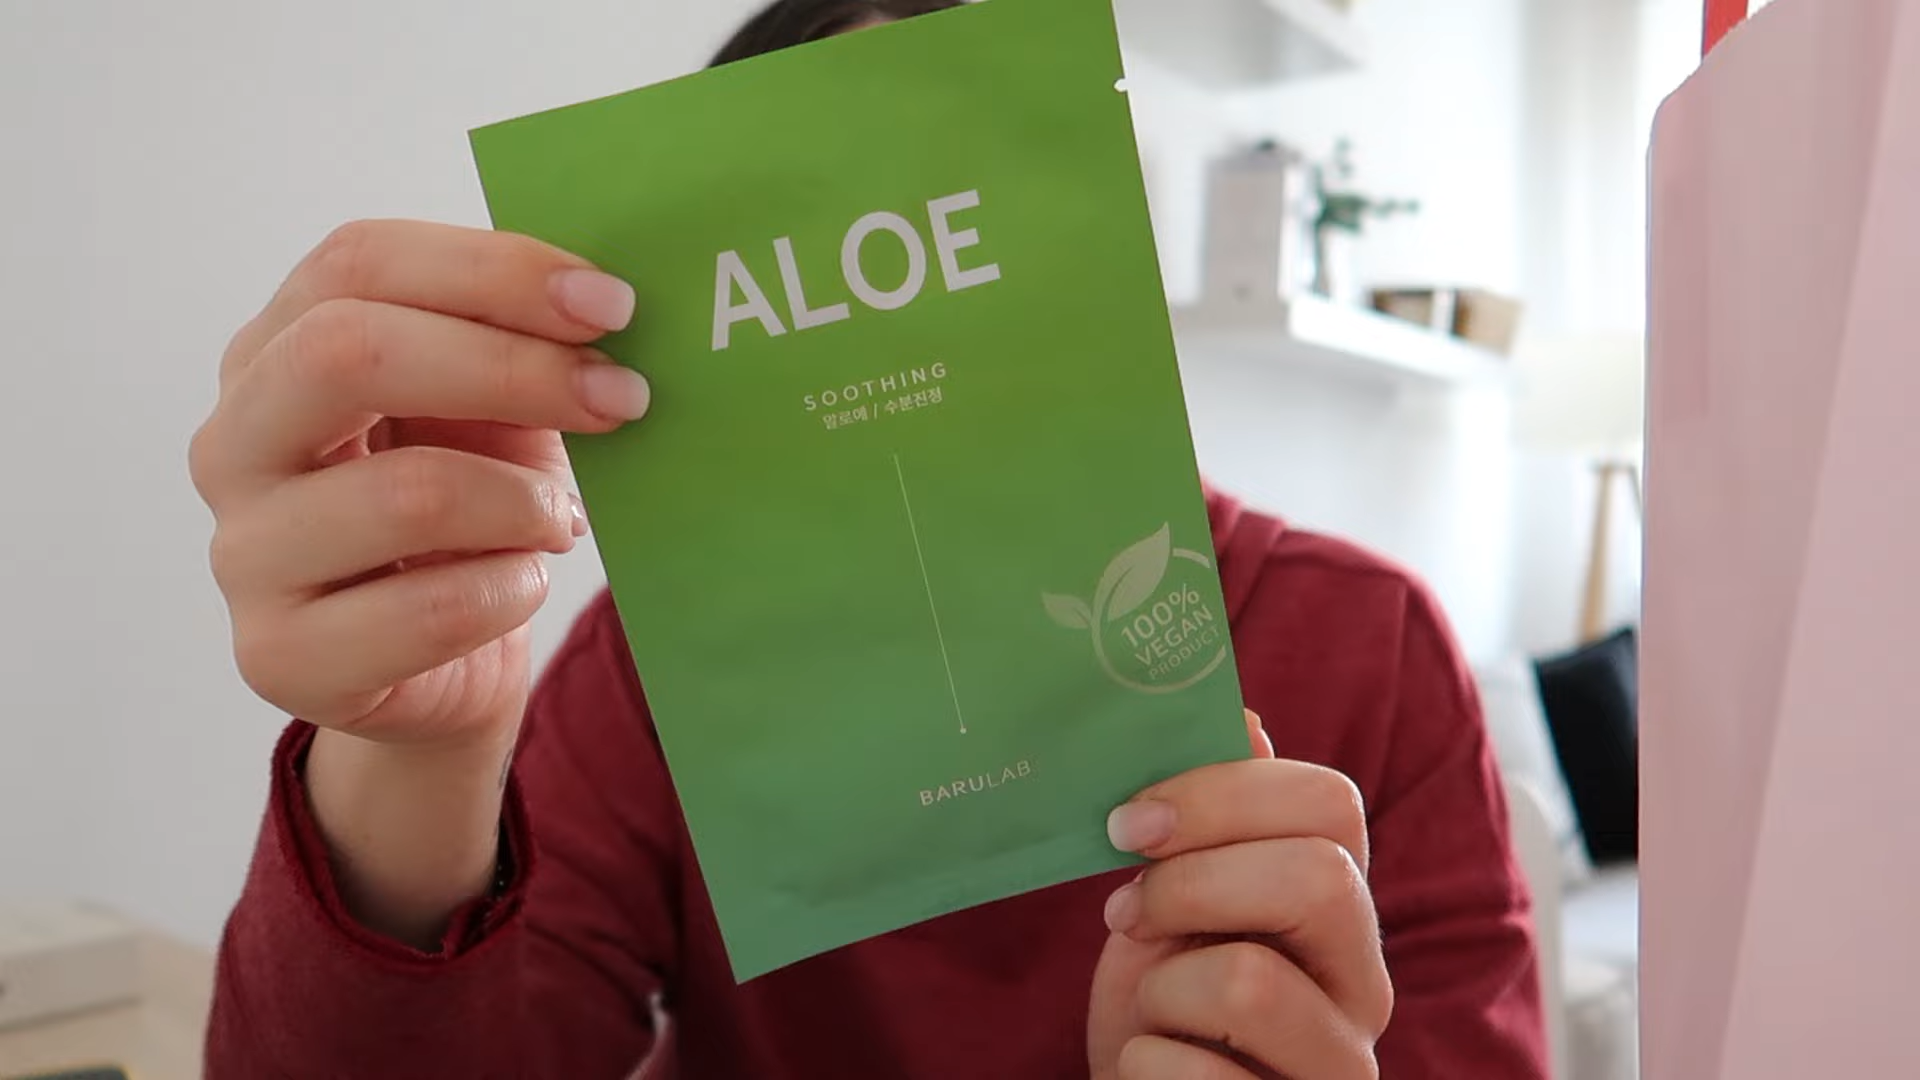 ALOE
SOOTHING
알로에 / 수분진정
100%
VEGAN
PRODUCT
BARULAB